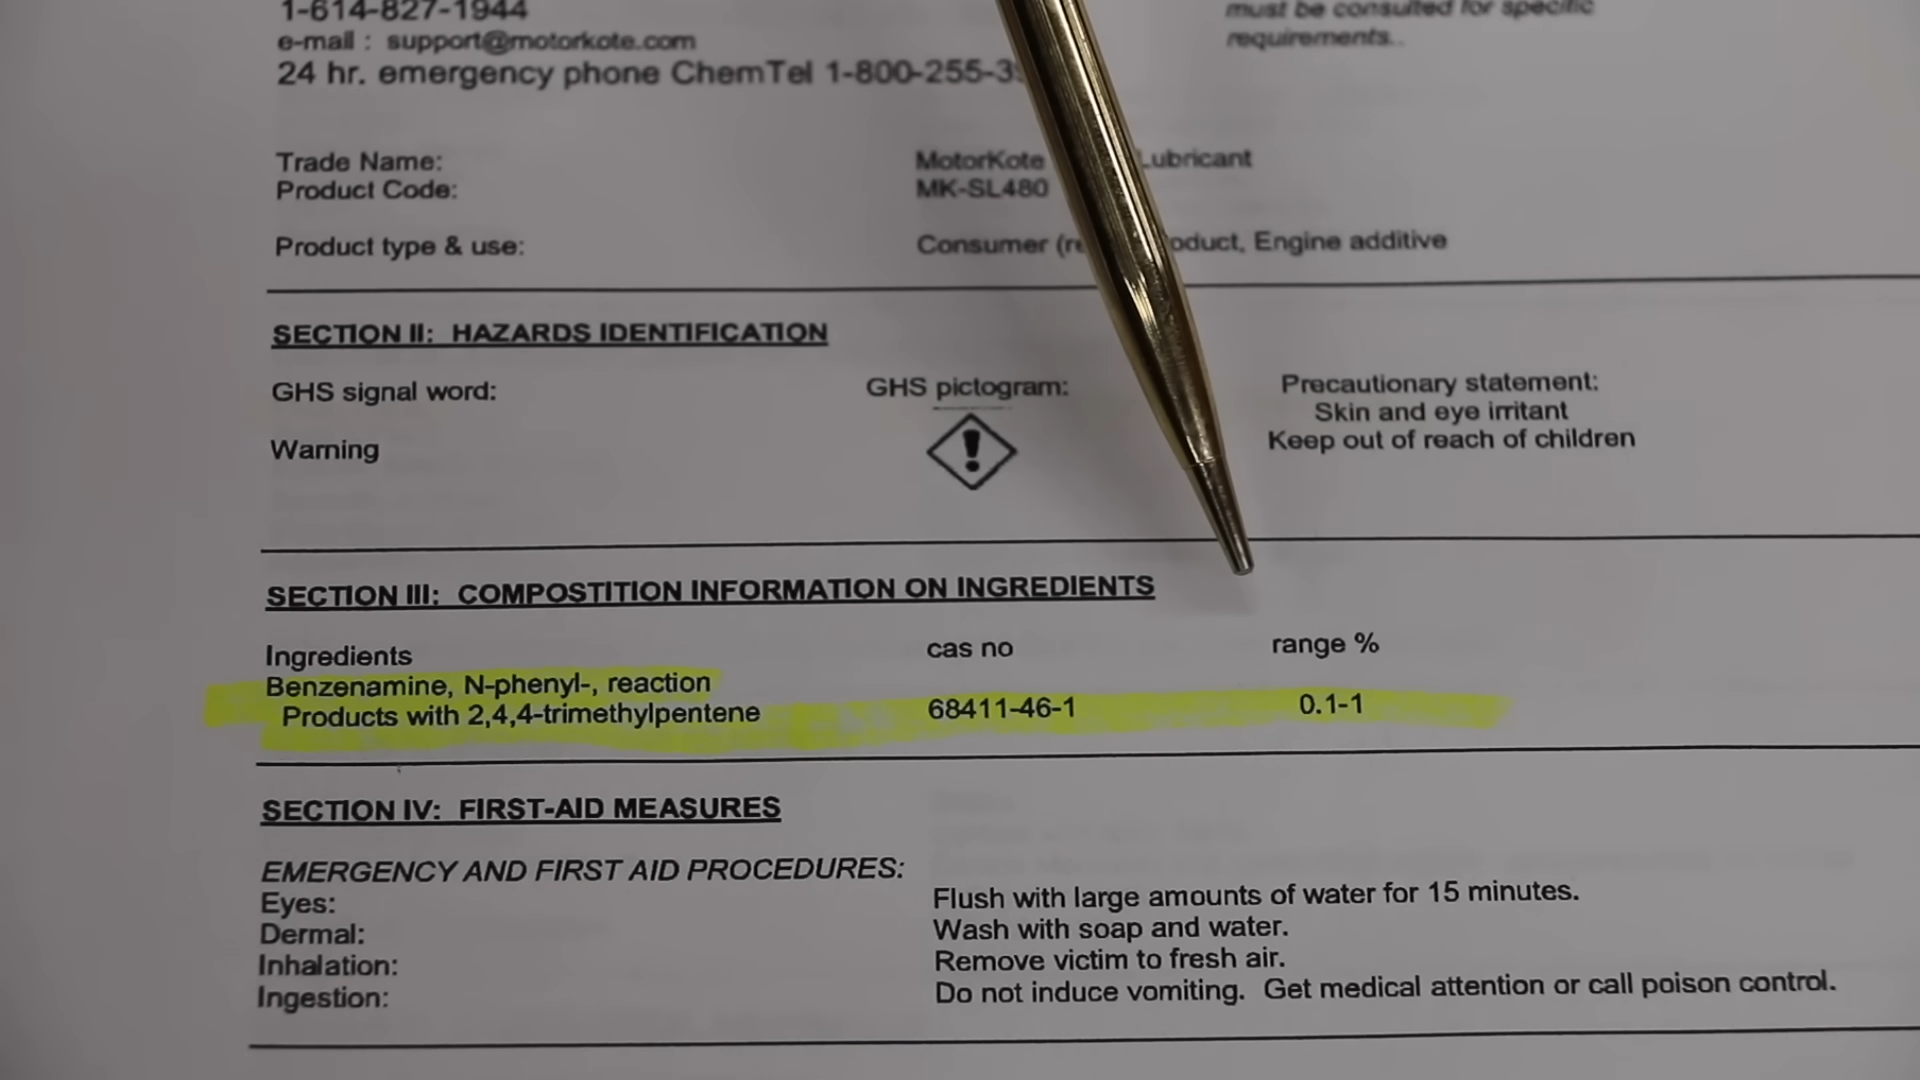 1-614-827-1944
must be consulted for specific
e-mail : support@motorkote.com
requirements..
24 hr. emergency phone ChemTel 1-800-255-
Trade Name: MotorKote Lubricant
Product Code: MK-SL480
Product type & use: Consumer Engine additive
SECTION II: HAZARDS IDENTIFICATION
GHS signal word: GHS pictogram: Precautionary statement:
Skin and eye irritant
Warning ! Keep out of reach of children
SECTION III: COMPOSTITION INFORMATION ON INGREDIENTS
Ingredients cas no range %
Benzenamine, N-phenyl-, reaction
Products with 2,4,4-trimethylpentene 68411-46-1 0.1-1
SECTION IV: FIRST-AID MEASURES
EMERGENCY AND FIRST AID PROCEDURES:
Eyes: Flush with large amounts of water for 15 minutes.
Dermal: Wash with soap and water.
Inhalation: Remove victim to fresh air.
Ingestion: Do not induce vomiting. Get medical attention or call poison control.